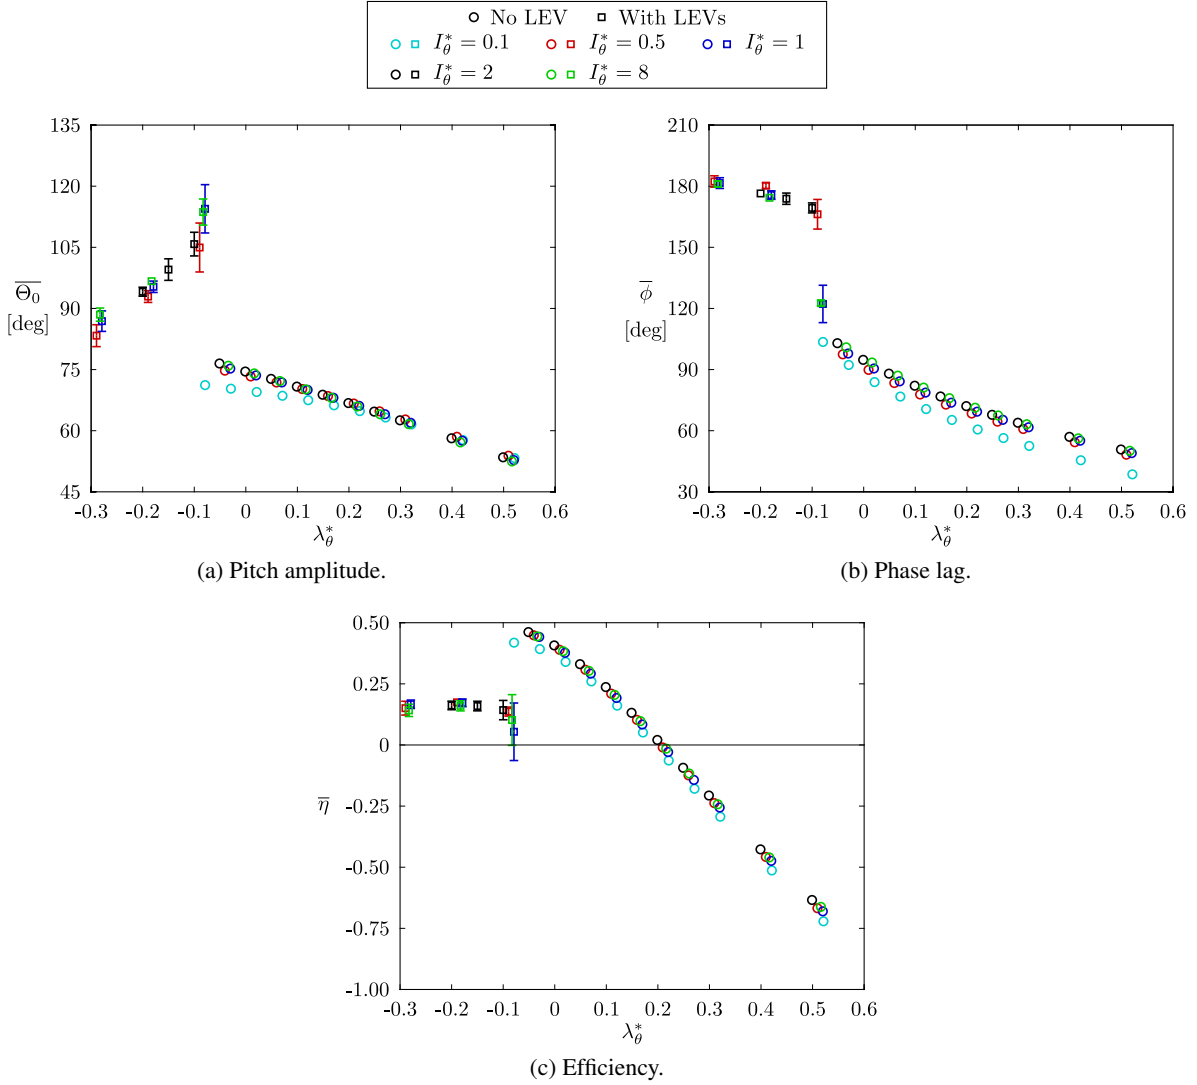 No LEV With LEVs
I*θ = 0.1 I*θ = 0.5 I*θ = 1
I*θ = 2 I*θ = 8
135
120
105
90
75
60
45
Θ̅₀
[deg]
-0.3 -0.2 -0.1 0 0.1 0.2 0.3 0.4 0.5 0.6
λ*θ
(a) Pitch amplitude.
210
180
150
120
90
60
30
ϕ̅
[deg]
-0.3 -0.2 -0.1 0 0.1 0.2 0.3 0.4 0.5 0.6
λ*θ
(b) Phase lag.
0.50
0.25
0
-0.25
-0.50
-0.75
-1.00
η̅
-0.3 -0.2 -0.1 0 0.1 0.2 0.3 0.4 0.5 0.6
λ*θ
(c) Efficiency.